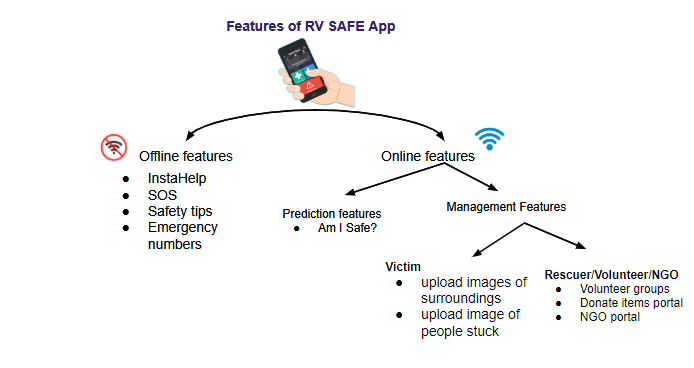 Features of RV SAFE App
Offline features
● InstaHelp
● SOS
● Safety tips
● Emergency
numbers
Online features
Prediction features
● Am I Safe?
Management Features
Victim
● upload images of
surroundings
● upload image of
people stuck
Rescuer/Volunteer/NGO
● Volunteer groups
● Donate items portal
● NGO portal